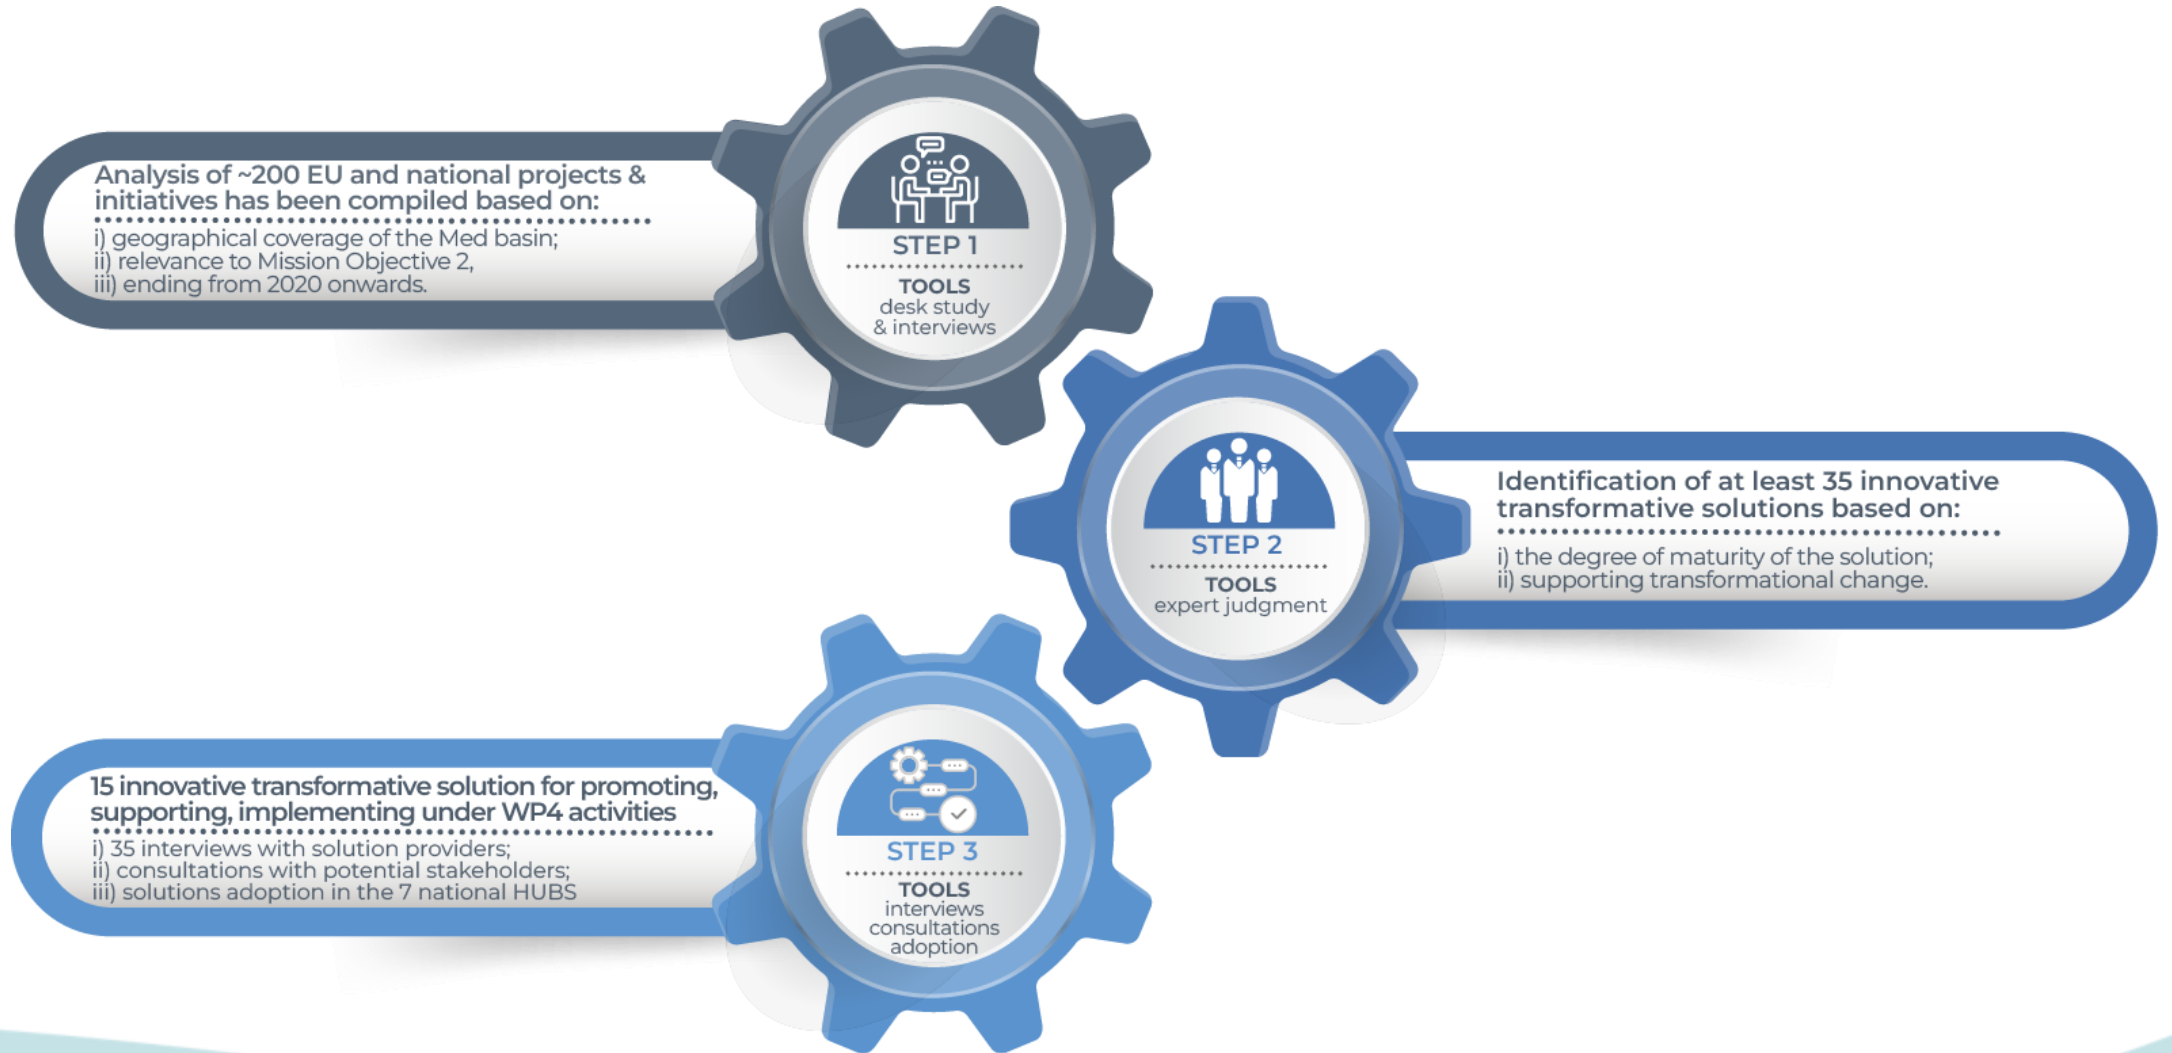 Analysis of ~200 EU and national projects &
initiatives has been compiled based on:
i) geographical coverage of the Med basin;
ii) relevance to Mission Objective 2,
iii) ending from 2020 onwards.
STEP 1
TOOLS
desk study
& interviews
STEP 2
TOOLS
expert judgment
Identification of at least 35 innovative
transformative solutions based on:
i) the degree of maturity of the solution;
ii) supporting transformational change.
15 innovative transformative solution for promoting,
supporting, implementing under WP4 activities
i) 35 interviews with solution providers;
ii) consultations with potential stakeholders;
iii) solutions adoption in the 7 national HUBS
STEP 3
TOOLS
interviews
consultations
adoption